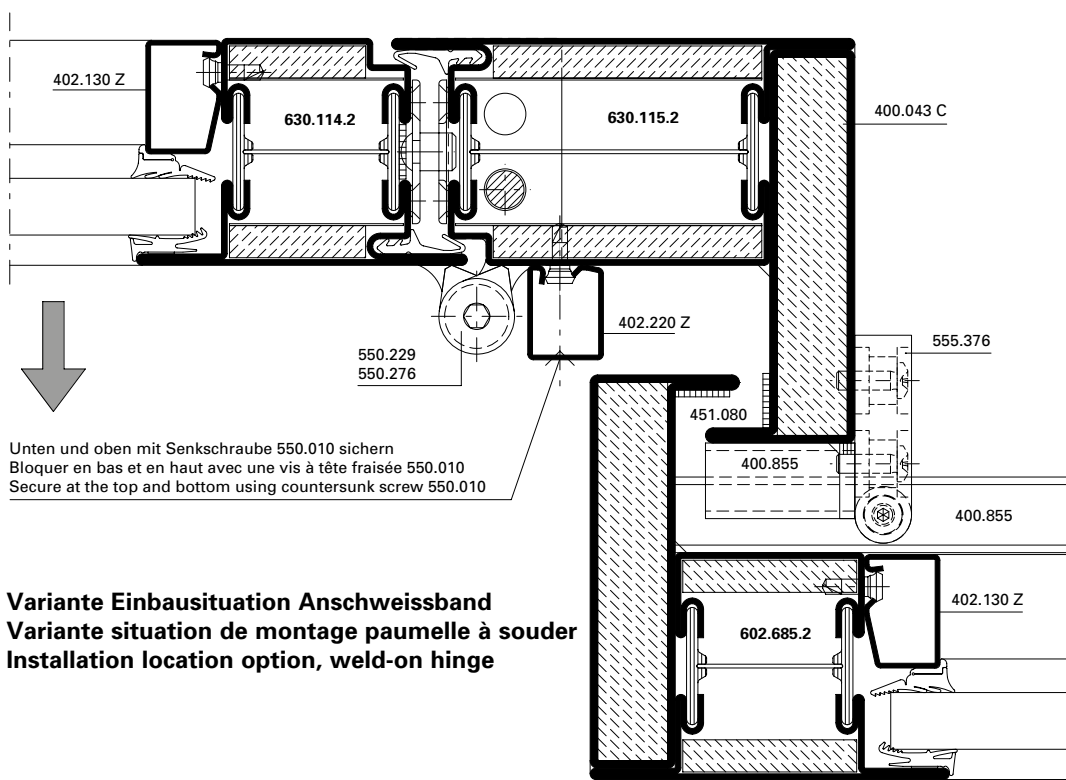 402.130 Z
630.114.2
630.115.2
400.043 C
402.220 Z
555.376
550.229
550.276
451.080
Unten und oben mit Senkschraube 550.010 sichern
Bloquer en bas et en haut avec une vis à tête fraisée 550.010
Secure at the top and bottom using countersunk screw 550.010
400.855
400.855
Variante Einbausituation Anschweissband
Variante situation de montage paumelle à souder
Installation location option, weld-on hinge
402.130 Z
602.685.2